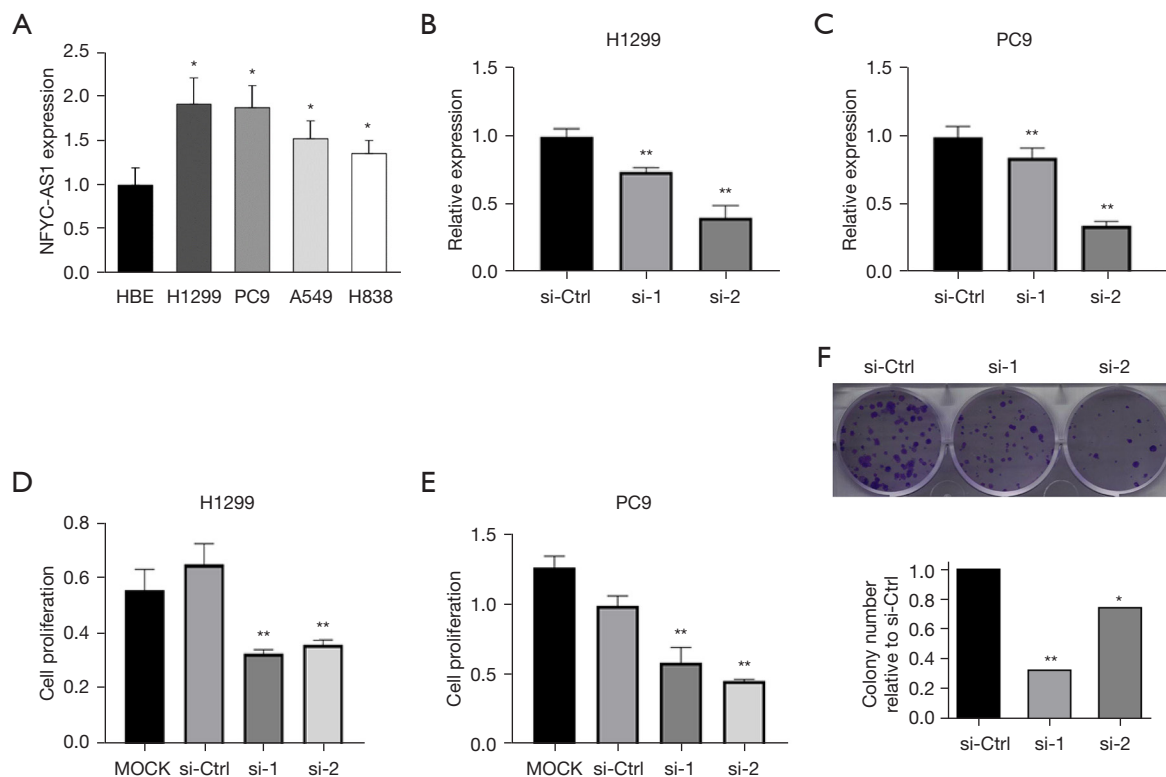 A
NFYC-AS1 expression
2.5
2.0
1.5
1.0
0.5
0.0
*
*
*
*
HBE H1299 PC9 A549 H838
B
H1299
Relative expression
1.5
1.0
0.5
0.0
**
**
si-Ctrl si-1 si-2
C
PC9
Relative expression
1.5
1.0
0.5
0.0
**
**
si-Ctrl si-1 si-2
D
H1299
Cell proliferation
0.8
0.6
0.4
0.2
0.0
**
**
MOCK si-Ctrl si-1 si-2
E
PC9
Cell proliferation
1.5
1.0
0.5
0.0
**
**
MOCK si-Ctrl si-1 si-2
F
si-Ctrl si-1 si-2
Colony number
relative to si-Ctrl
1.0
0.8
0.6
0.4
0.2
0.0
**
*
si-Ctrl si-1 si-2